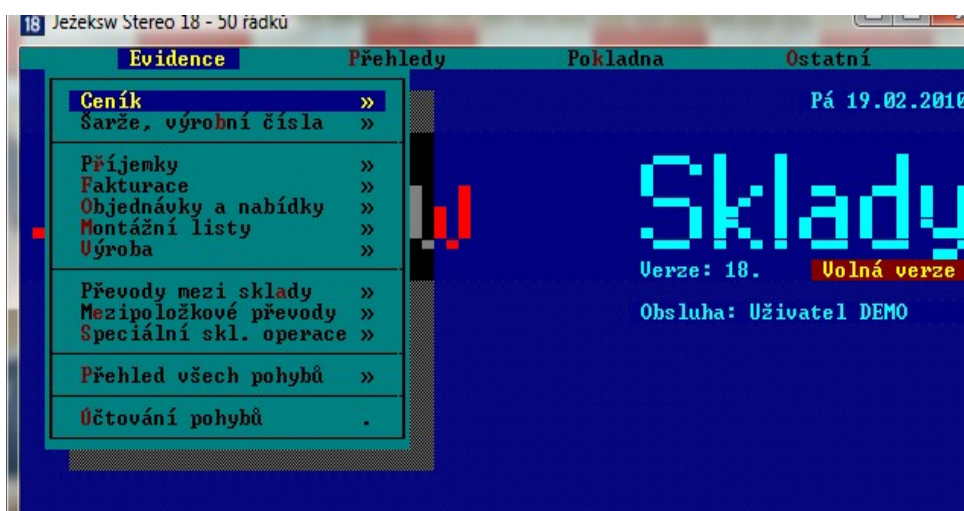 18 Ježeksw Stereo 18 - 50 řádků
Evidence Přehledy Pokladna Ostatní
Ceník »
Šarže, výrobní čísla »
Pá 19.02.2010
Příjemky »
Fakturace »
Objednávky a nabídky »
Montážní listy »
Výroba »
Sklady
Verze: 18. Volná verze
Převody mezi sklady »
Mezipoložkové převody »
Speciální skl. operace »
Obsluha: Uživatel DEMO
Přehled všech pohybů »
Účtování pohybů .